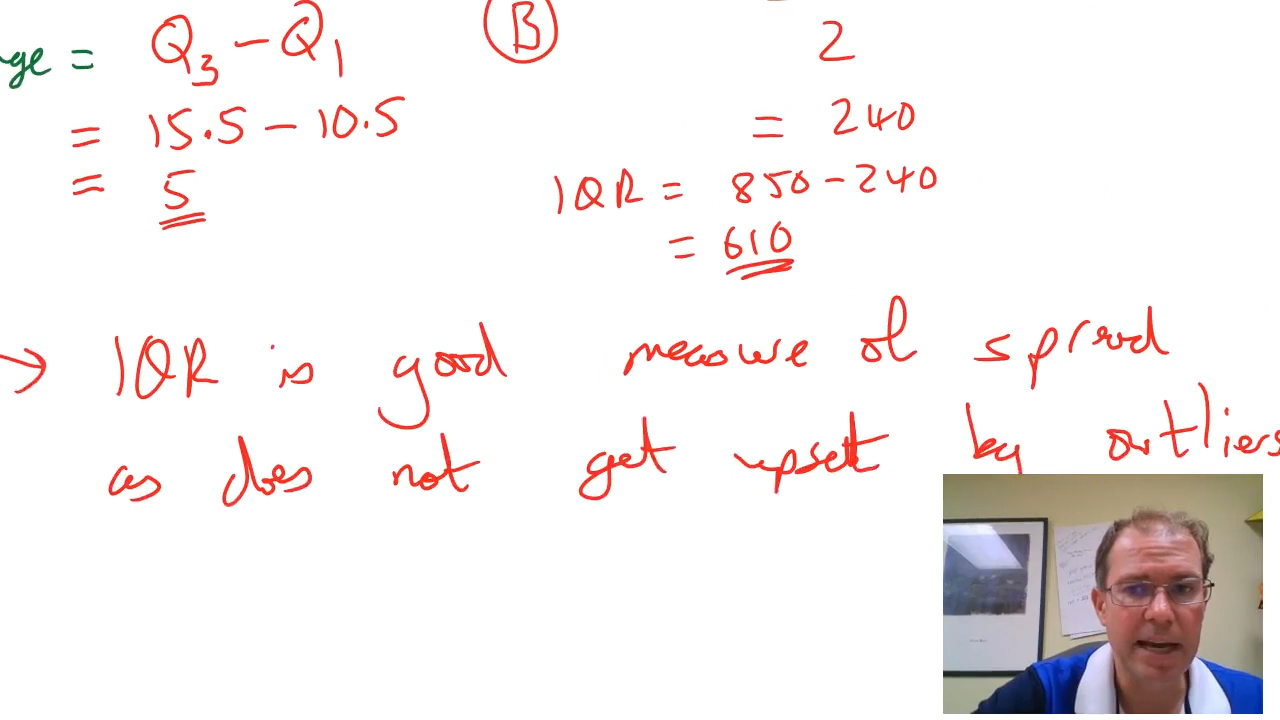 ge = Q3 − Q1
= 15.5 − 10.5
= 5
B
2
= 240
IQR = 850 − 240
= 610
→ IQR is good measure of spread
as does not get upset by outliers